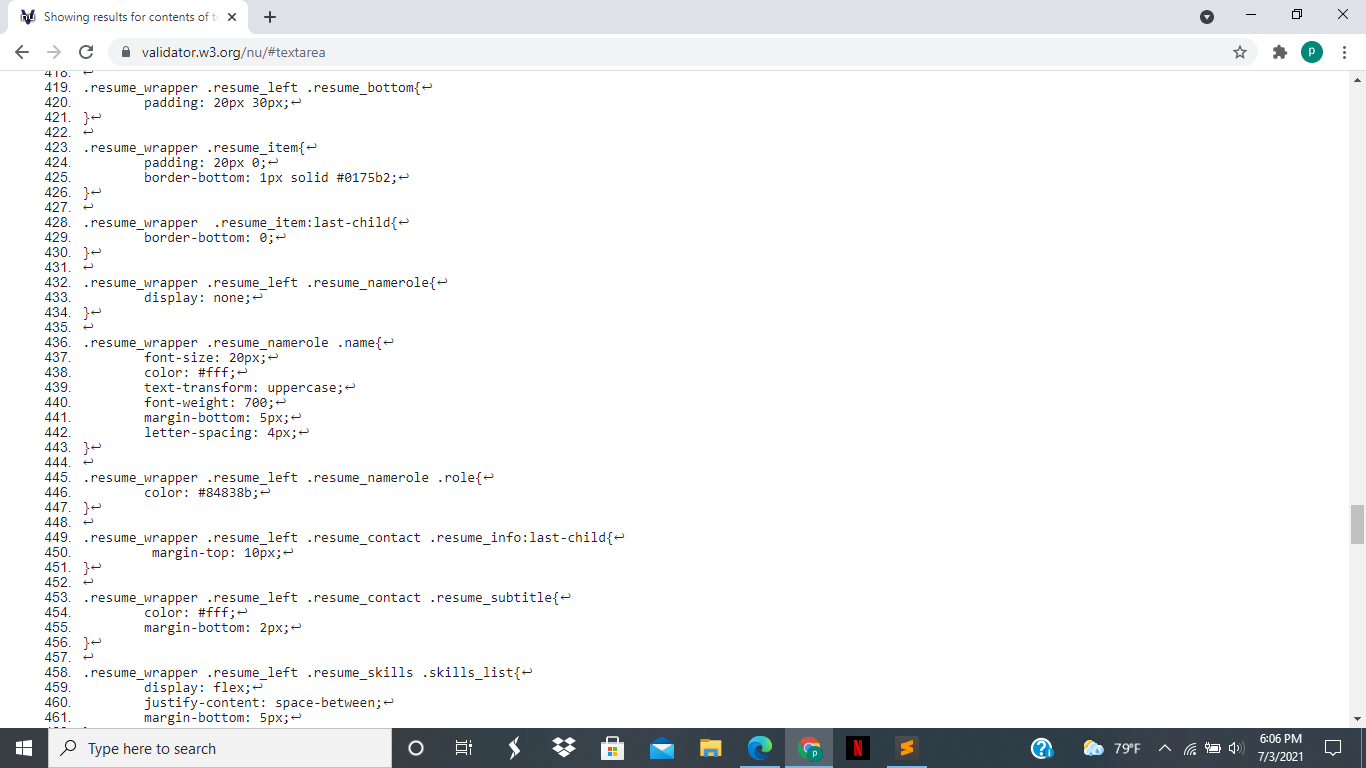 Showing results for contents of t
validator.w3.org/nu/#textarea
P
418. ↩
419. .resume_wrapper .resume_left .resume_bottom{↩
420. padding: 20px 30px;↩
421. }↩
422. ↩
423. .resume_wrapper .resume_item{↩
424. padding: 20px 0;↩
425. border-bottom: 1px solid #0175b2;↩
426. }↩
427. ↩
428. .resume_wrapper  .resume_item:last-child{↩
429. border-bottom: 0;↩
430. }↩
431. ↩
432. .resume_wrapper .resume_left .resume_namerole{↩
433. display: none;↩
434. }↩
435. ↩
436. .resume_wrapper .resume_namerole .name{↩
437. font-size: 20px;↩
438. color: #fff;↩
439. text-transform: uppercase;↩
440. font-weight: 700;↩
441. margin-bottom: 5px;↩
442. letter-spacing: 4px;↩
443. }↩
444. ↩
445. .resume_wrapper .resume_left .resume_namerole .role{↩
446. color: #84838b;↩
447. }↩
448. ↩
449. .resume_wrapper .resume_left .resume_contact .resume_info:last-child{↩
450. margin-top: 10px;↩
451. }↩
452. ↩
453. .resume_wrapper .resume_left .resume_contact .resume_subtitle{↩
454. color: #fff;↩
455. margin-bottom: 2px;↩
456. }↩
457. ↩
458. .resume_wrapper .resume_left .resume_skills .skills_list{↩
459. display: flex;↩
460. justify-content: space-between;↩
461. margin-bottom: 5px;↩
Type here to search
79°F
6:06 PM
7/3/2021